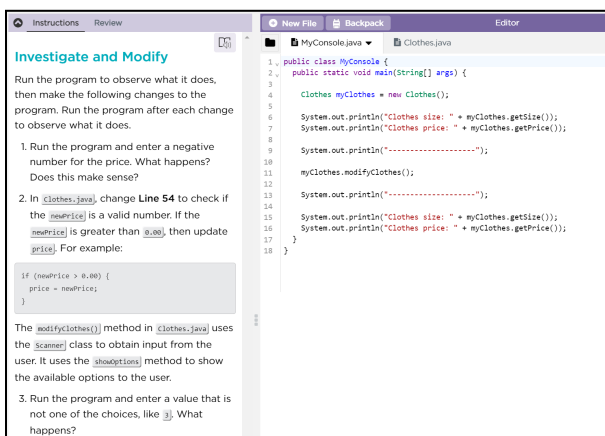 Instructions Review
Investigate and Modify
Run the program to observe what it does,
then make the following changes to the
program. Run the program after each change
to observe what it does.
1. Run the program and enter a negative
number for the price. What happens?
Does this make sense?
2. In Clothes.java, change Line 54 to check if
the newPrice is a valid number. If the
newPrice is greater than 0.00, then update
price. For example:
if (newPrice > 0.00) {
price = newPrice;
}
The modifyClothes() method in Clothes.java uses
the Scanner class to obtain input from the
user. It uses the showOptions method to show
the available options to the user.
3. Run the program and enter a value that is
not one of the choices, like 3. What
happens?
New File Backpack Editor
MyConsole.java Clothes.java
1 public class MyConsole {
2 public static void main(String[] args) {
3
4 Clothes myClothes = new Clothes();
5
6 System.out.println("Clothes size: " + myClothes.getSize());
7 System.out.println("Clothes price: " + myClothes.getPrice());
8
9 System.out.println("--------------------");
10
11 myClothes.modifyClothes();
12
13 System.out.println("--------------------");
14
15 System.out.println("Clothes size: " + myClothes.getSize());
16 System.out.println("Clothes price: " + myClothes.getPrice());
17 }
18 }